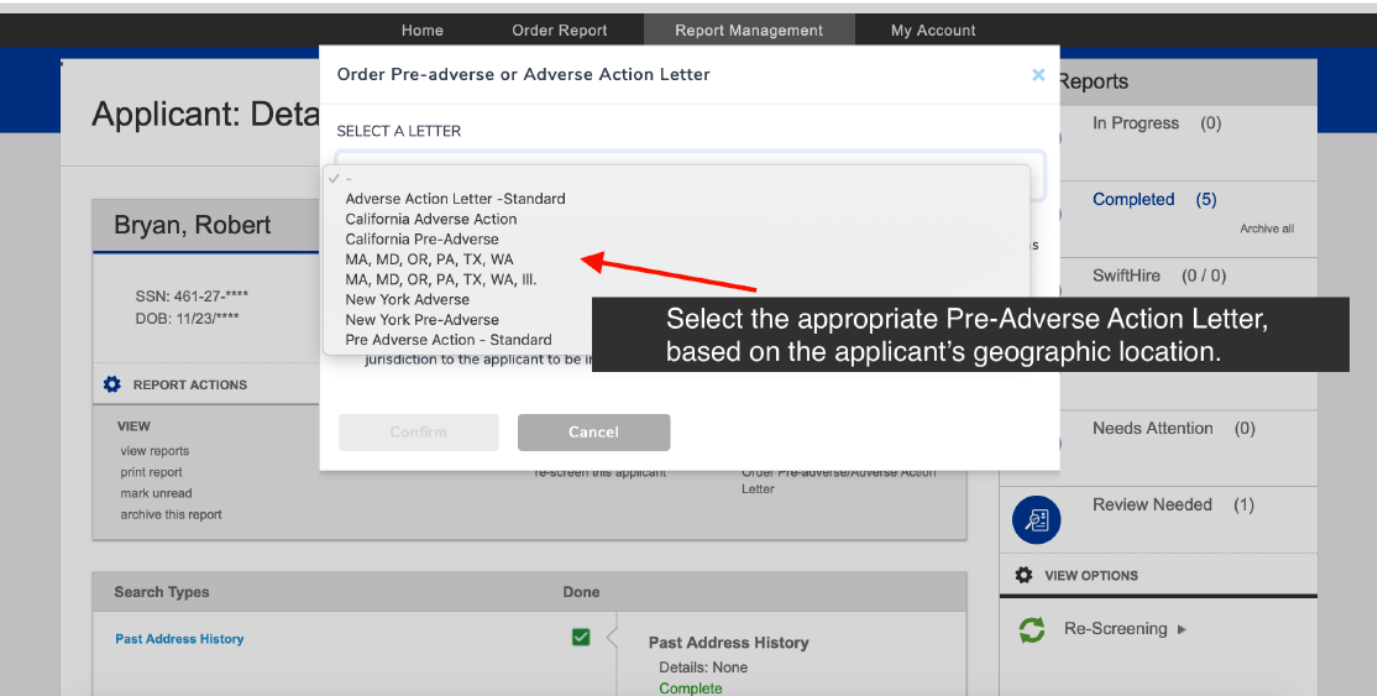 Home Order Report Report Management My Account
Order Pre-adverse or Adverse Action Letter ×
Reports
Applicant: Deta
SELECT A LETTER
✓ -
Adverse Action Letter -Standard
California Adverse Action
California Pre-Adverse
MA, MD, OR, PA, TX, WA
MA, MD, OR, PA, TX, WA, Ill.
New York Adverse
New York Pre-Adverse
Pre Adverse Action - Standard
s
jurisdiction to the applicant to be i
Select the appropriate Pre-Adverse Action Letter,
based on the applicant's geographic location.
Confirm Cancel
Bryan, Robert
SSN: 461-27-****
DOB: 11/23/****
REPORT ACTIONS
VIEW
view reports
print report
mark unread
archive this report
re-screen this applicant
Order Pre-adverse/Adverse Action
Letter
Search Types Done
Past Address History
Past Address History
Details: None
Complete
In Progress (0)
Completed (5)
Archive all
SwiftHire (0 / 0)
Needs Attention (0)
Review Needed (1)
VIEW OPTIONS
Re-Screening ▸